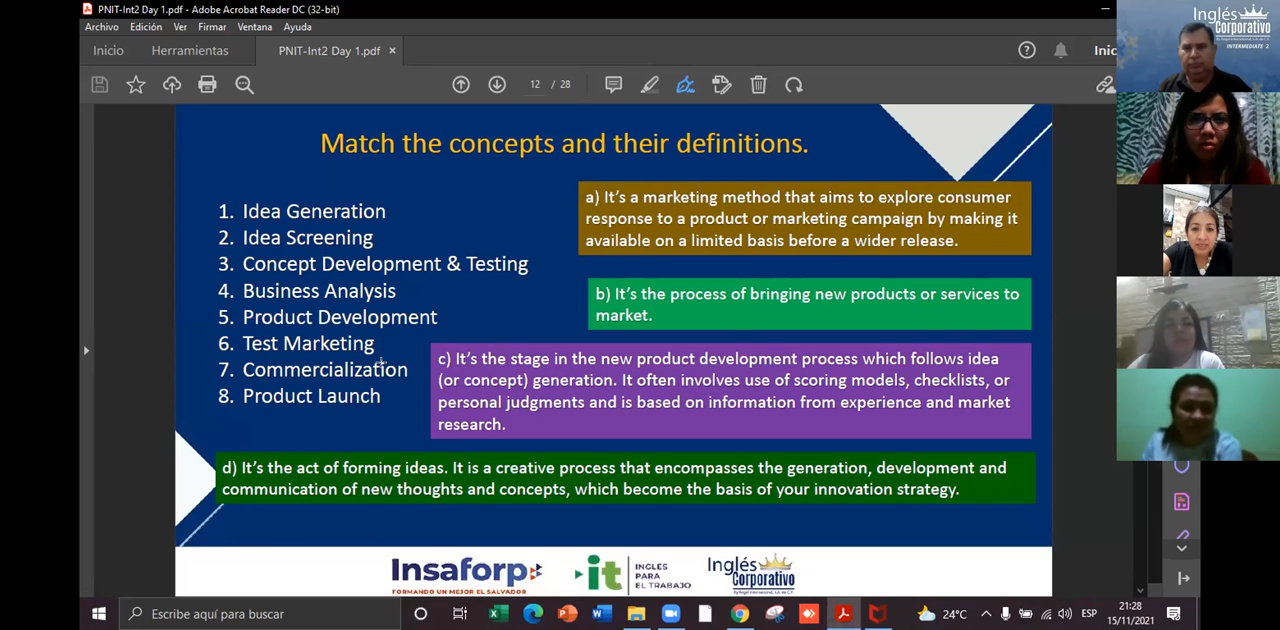 PNIT-Int2 Day 1.pdf - Adobe Acrobat Reader DC (32-bit)
Archivo Edición Ver Firmar Ventana Ayuda
Inicio Herramientas PNIT-Int2 Day 1.pdf × Inic
12 / 28
Match the concepts and their definitions.
1. Idea Generation
2. Idea Screening
3. Concept Development & Testing
4. Business Analysis
5. Product Development
6. Test Marketing
7. Commercialization
8. Product Launch
a) It’s a marketing method that aims to explore consumer
response to a product or marketing campaign by making it
available on a limited basis before a wider release.
b) It’s the process of bringing new products or services to
market.
c) It’s the stage in the new product development process which follows idea
(or concept) generation. It often involves use of scoring models, checklists, or
personal judgments and is based on information from experience and market
research.
d) It’s the act of forming ideas. It is a creative process that encompasses the generation, development and
communication of new thoughts and concepts, which become the basis of your innovation strategy.
Insaforp
FORMANDO UN MEJOR EL SALVADOR
it
INGLÉS
PARA
EL TRABAJO
Inglés
Corporativo
Inglés
Corporativo
INTERMEDIATE 2
Escribe aquí para buscar
24°C
ESP
21:28
15/11/2021